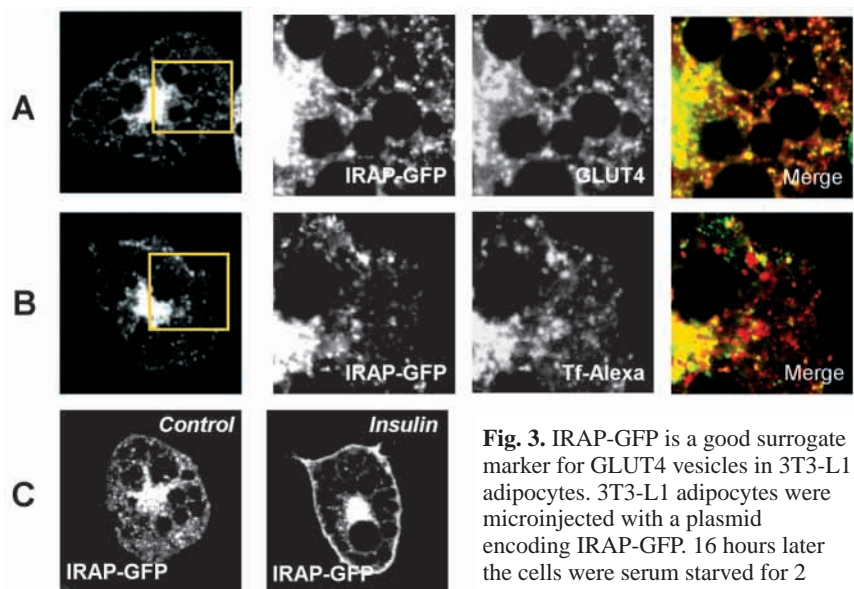 A
IRAP-GFP
GLUT4
Merge
B
IRAP-GFP
Tf-Alexa
Merge
C
Control
IRAP-GFP
Insulin
IRAP-GFP
Fig. 3. IRAP-GFP is a good surrogate
marker for GLUT4 vesicles in 3T3-L1
adipocytes. 3T3-L1 adipocytes were
microinjected with a plasmid
encoding IRAP-GFP. 16 hours later
the cells were serum starved for 2